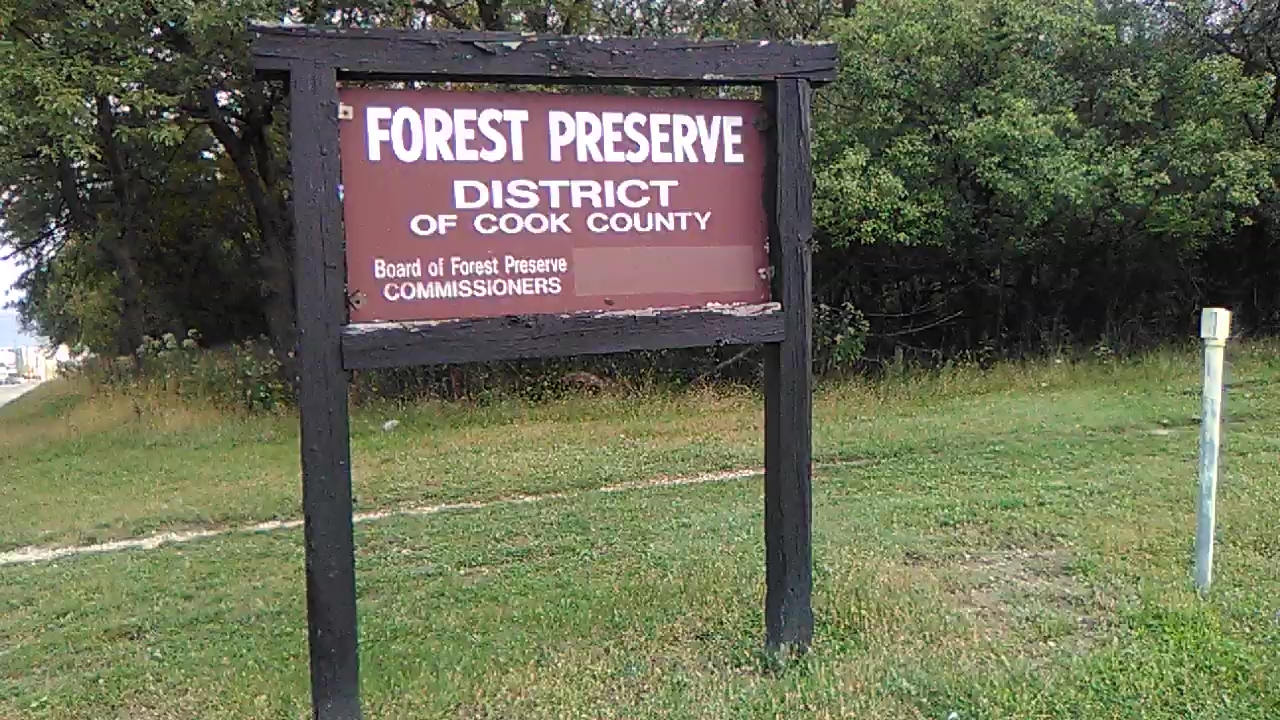 FOREST PRESERVE
DISTRICT
OF COOK COUNTY
Board of Forest Preserve
COMMISSIONERS